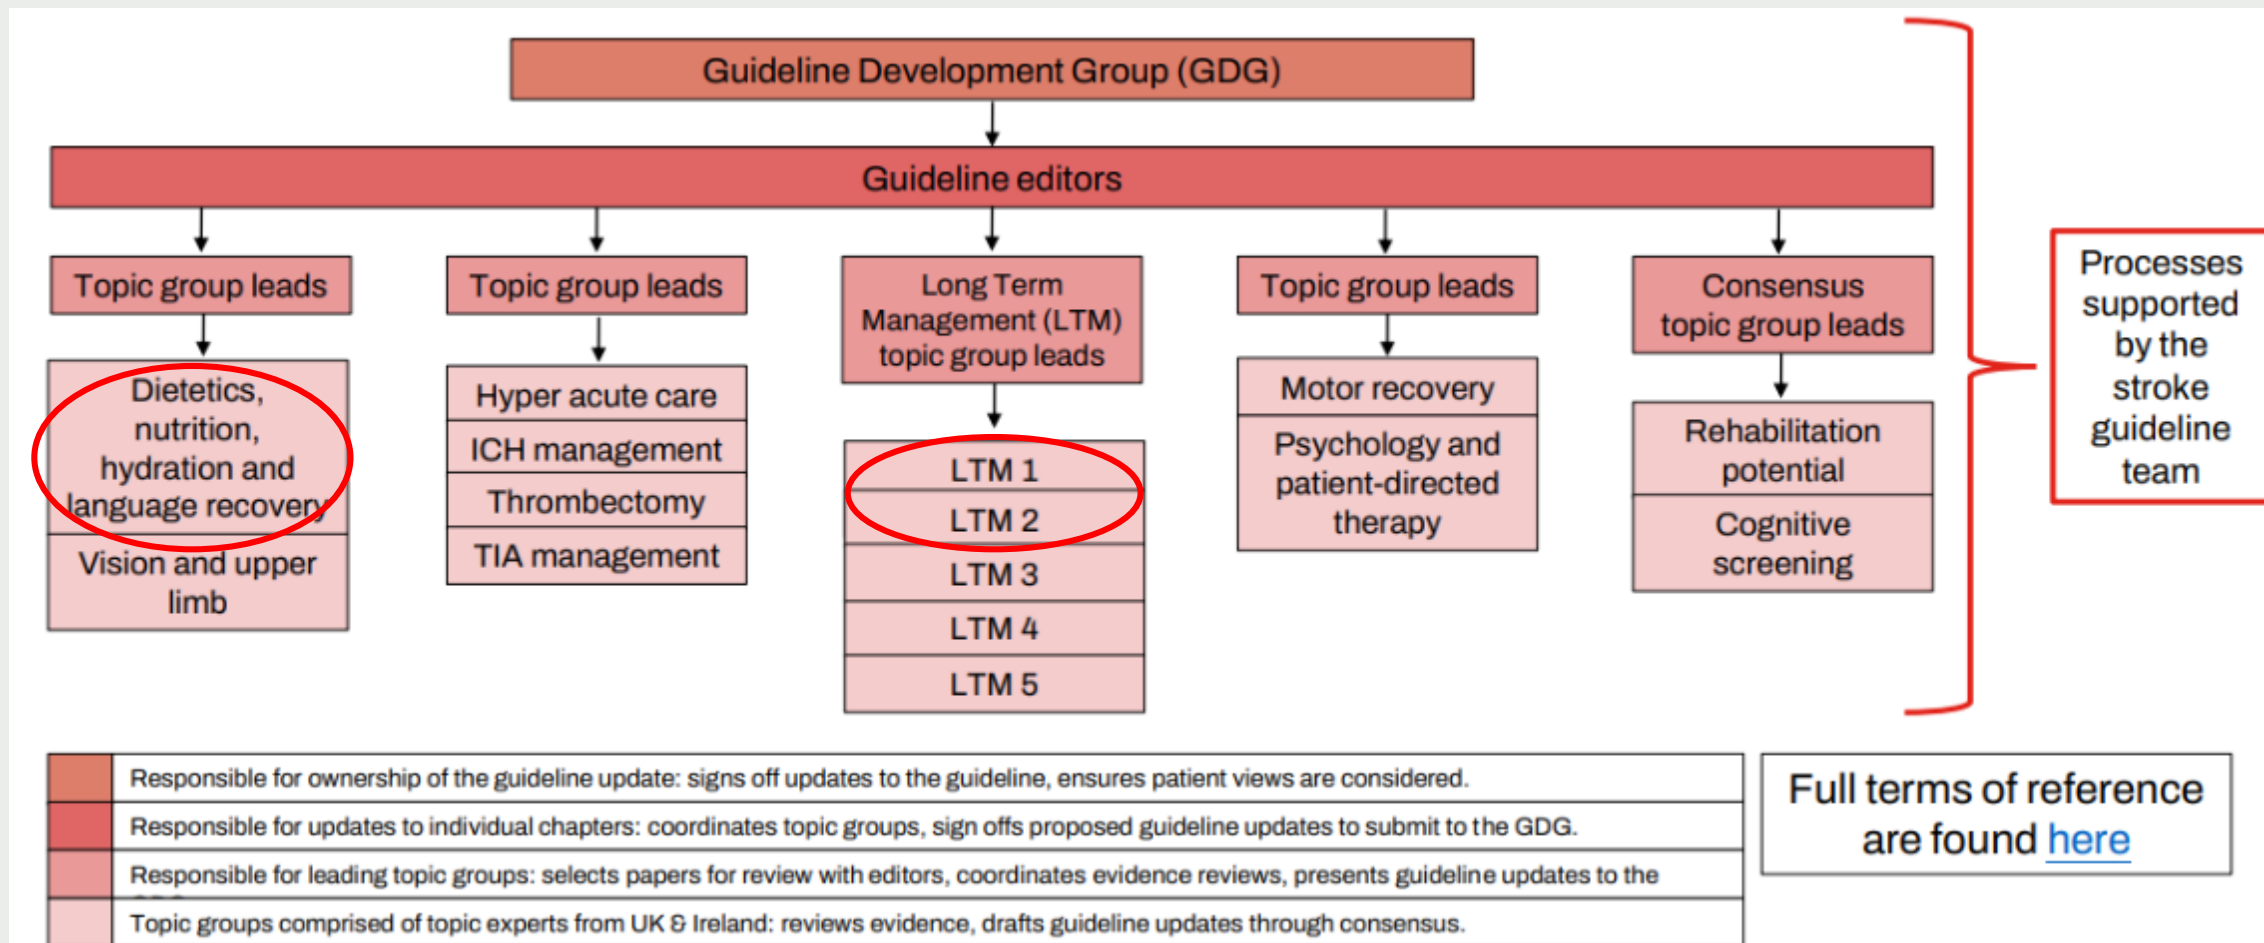 Guideline Development Group (GDG)
Guideline editors
Topic group leads
Dietetics,
nutrition,
hydration and
language recovery
Vision and upper
limb
Topic group leads
Hyper acute care
ICH management
Thrombectomy
TIA management
Long Term
Management (LTM)
topic group leads
LTM 1
LTM 2
LTM 3
LTM 4
LTM 5
Topic group leads
Motor recovery
Psychology and
patient-directed
therapy
Consensus
topic group leads
Rehabilitation
potential
Cognitive
screening
Processes
supported
by the
stroke
guideline
team
Responsible for ownership of the guideline update: signs off updates to the guideline, ensures patient views are considered.
Responsible for updates to individual chapters: coordinates topic groups, sign offs proposed guideline updates to submit to the GDG.
Responsible for leading topic groups: selects papers for review with editors, coordinates evidence reviews, presents guideline updates to the
Topic groups comprised of topic experts from UK & Ireland: reviews evidence, drafts guideline updates through consensus.
Full terms of reference
are found here